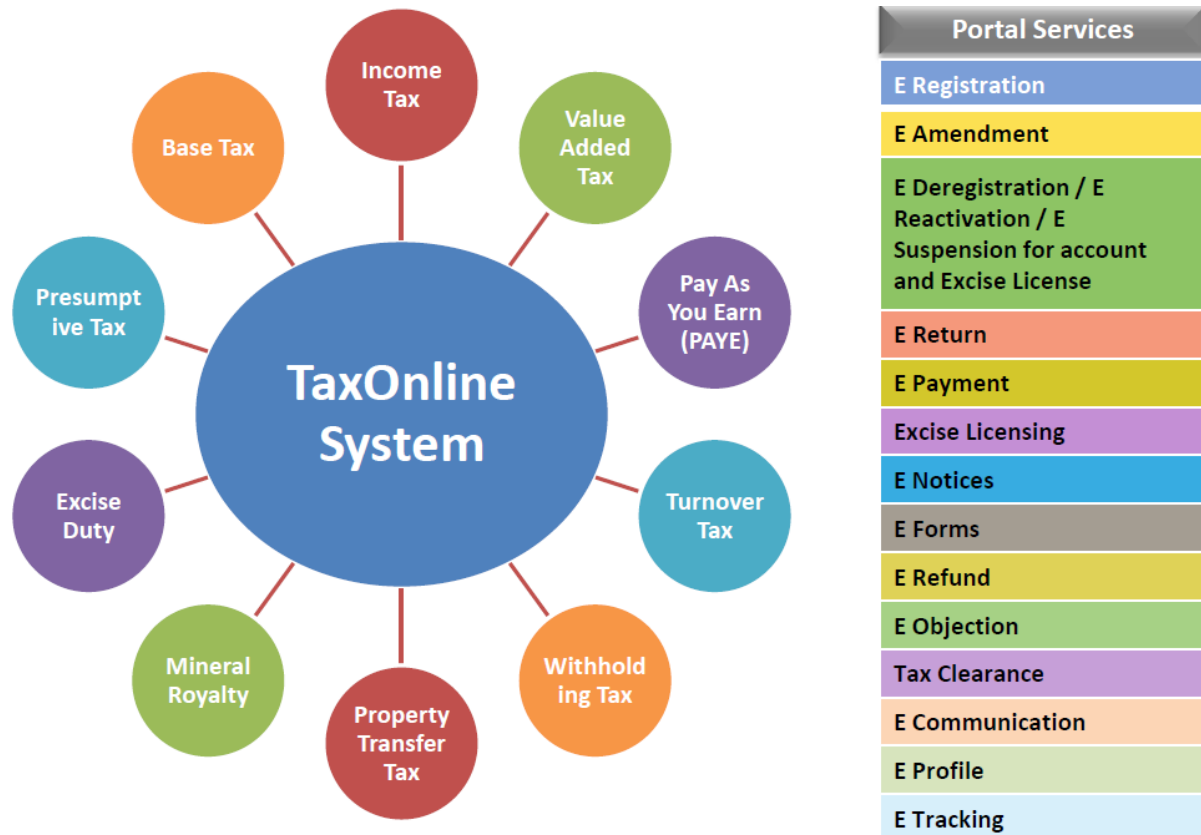 Income
Tax
Value
Added
Tax
Pay As
You Earn
(PAYE)
Turnover
Tax
Withhold
ing Tax
Property
Transfer
Tax
Mineral
Royalty
Excise
Duty
Presumpt
ive Tax
Base Tax
TaxOnline
System
Portal Services
E Registration
E Amendment
E Deregistration / E
Reactivation / E
Suspension for account
and Excise License
E Return
E Payment
Excise Licensing
E Notices
E Forms
E Refund
E Objection
Tax Clearance
E Communication
E Profile
E Tracking